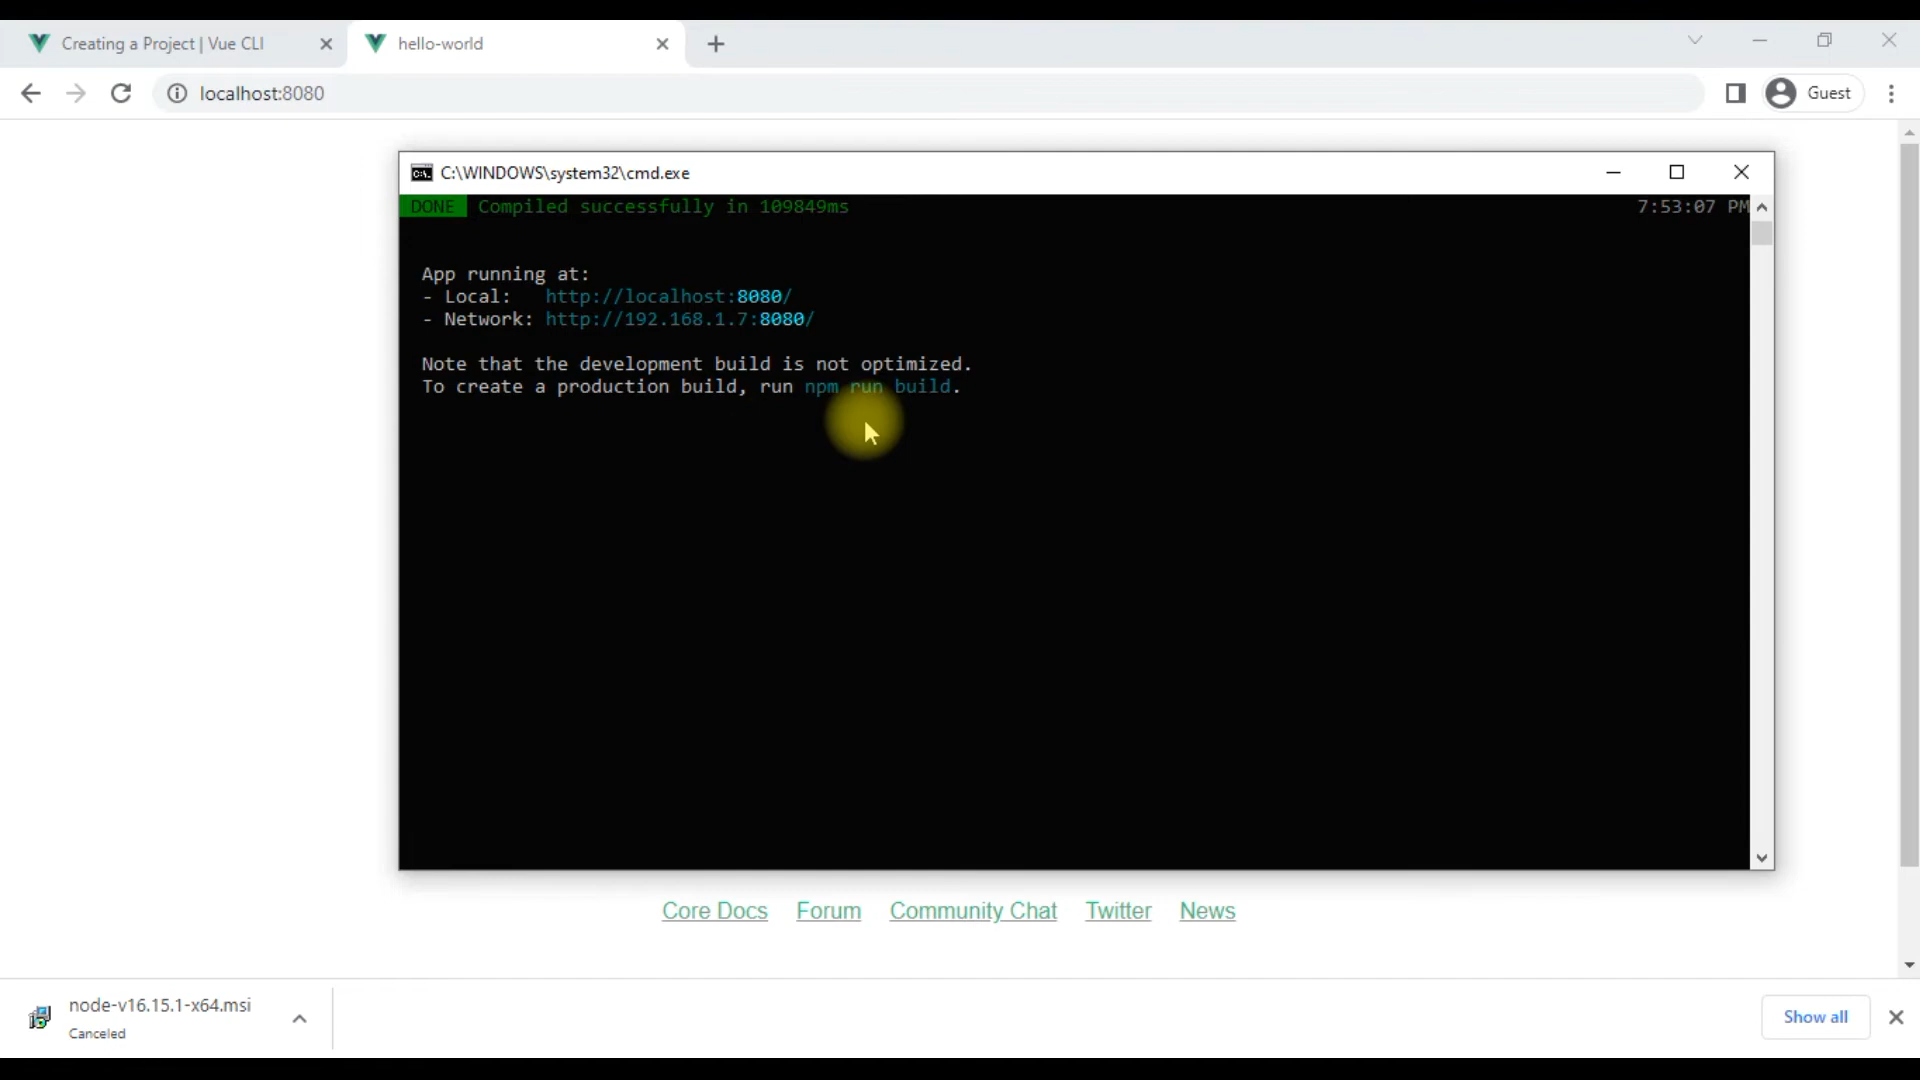 Creating a Project | Vue CLI
hello-world
localhost:8080
Guest
C:\WINDOWS\system32\cmd.exe
DONE Compiled successfully in 109849ms 7:53:07 PM
App running at:
- Local: http://localhost:8080/
- Network: http://192.168.1.7:8080/
Note that the development build is not optimized.
To create a production build, run npm run build.
Core Docs Forum Community Chat Twitter News
node-v16.15.1-x64.msi
Canceled
Show all